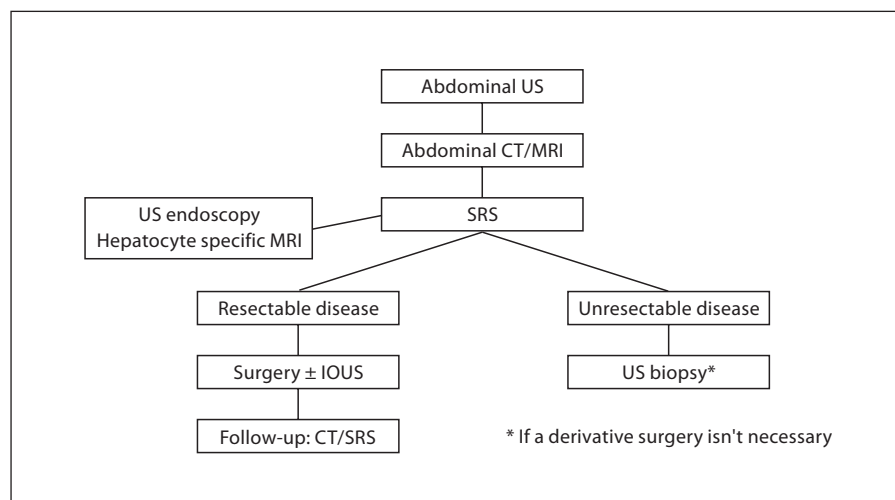 Abdominal US
Abdominal CT/MRI
US endoscopy
Hepatocyte specific MRI
SRS
Resectable disease
Unresectable disease
Surgery ± IOUS
US biopsy*
Follow-up: CT/SRS
* If a derivative surgery isn't necessary